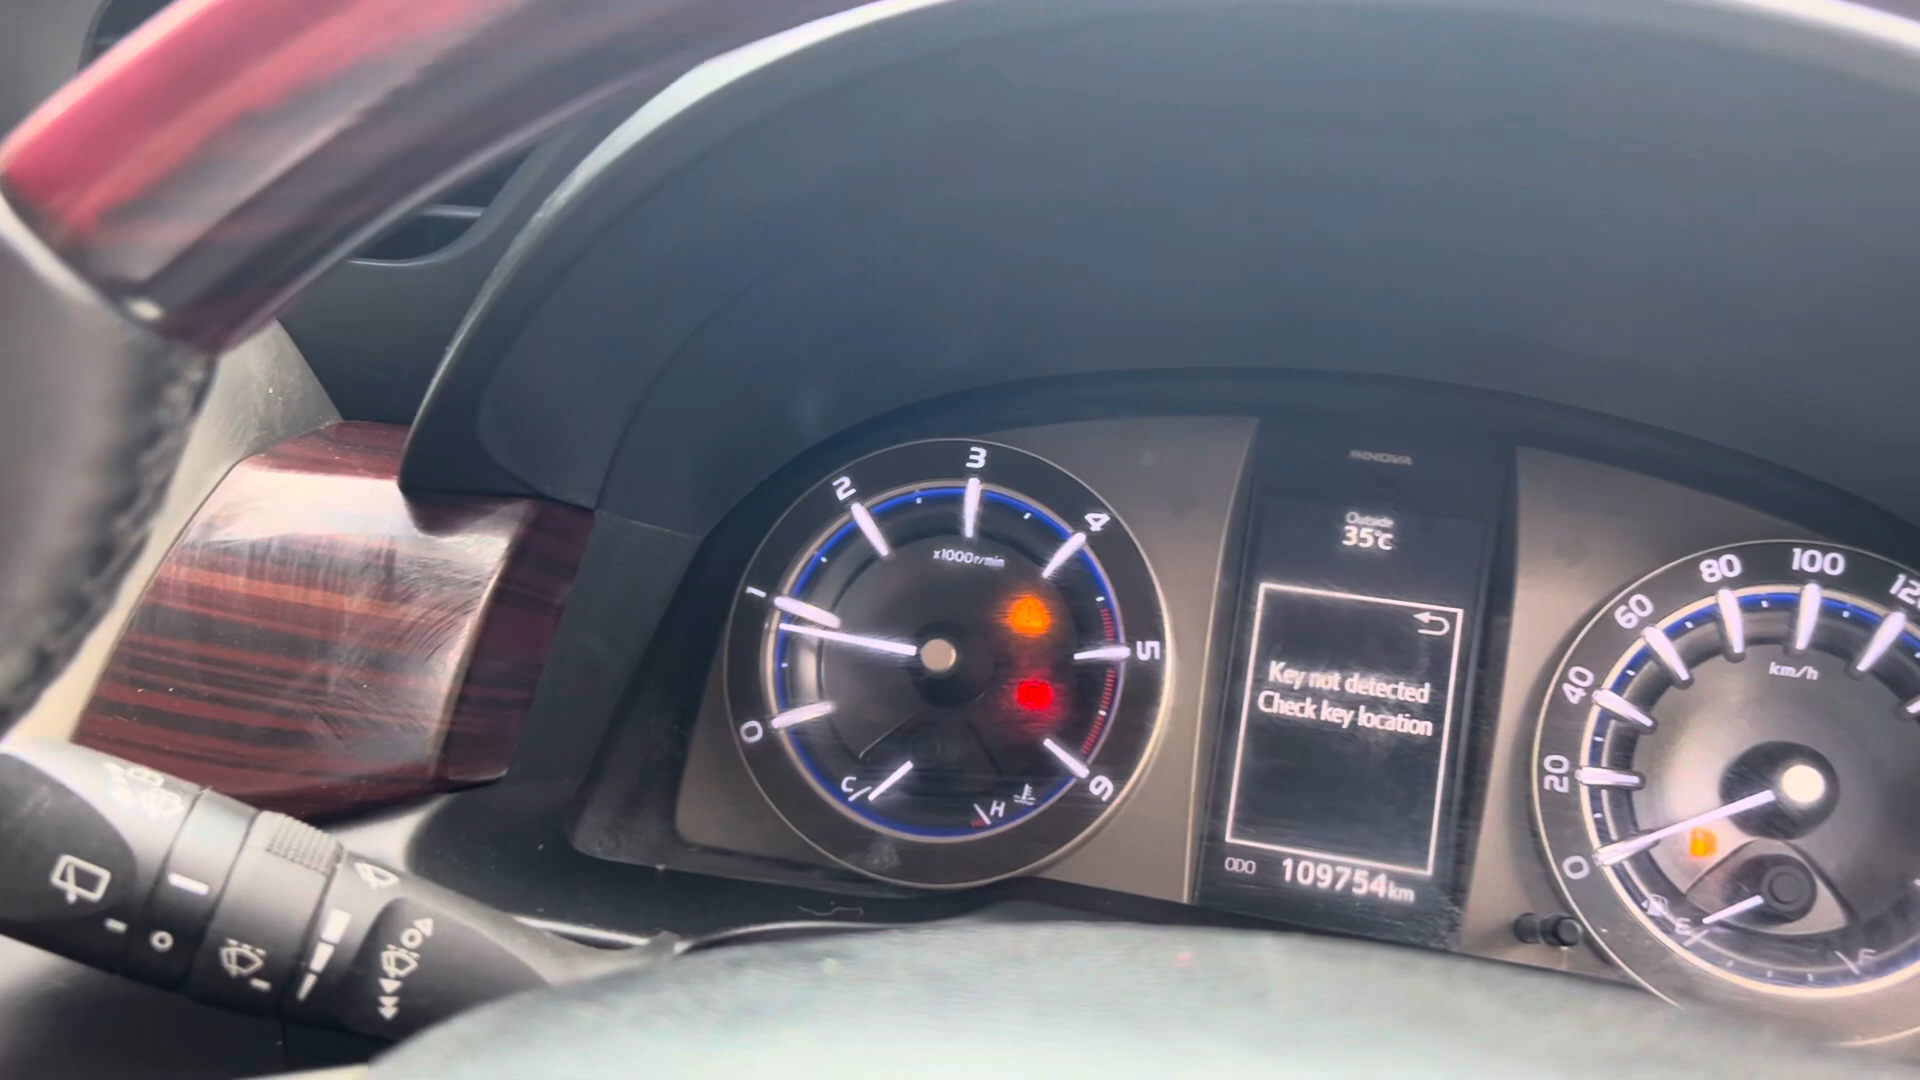 0
1
2
3
4
5
6
x1000r/min
C
H
INNOVA
Outside
35℃
Key not detected
Check key location
ODO 109754km
0
20
40
60
80
100
km/h
E
F